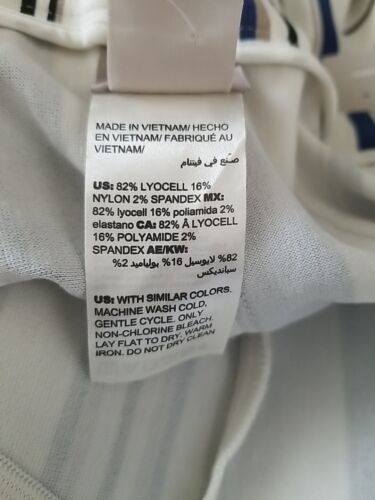 MADE IN VIETNAM/ HECHO
EN VIETNAM/ FABRIQUÉ AU
VIETNAM/
صنع في فيتنام
US: 82% LYOCELL 16%
NYLON 2% SPANDEX MX:
82% lyocell 16% poliamida 2%
elastano CA: 82% Â LYOCELL
16% POLYAMIDE 2%
SPANDEX AE/KW:
82% لايوسيل 16% بولياميد 2%
سباندیكس
US: WITH SIMILAR COLORS,
MACHINE WASH COLD,
GENTLE CYCLE. ONLY
NON-CHLORINE BLEACH.
LAY FLAT TO DRY. WARM
IRON. DO NOT DRY CLEAN